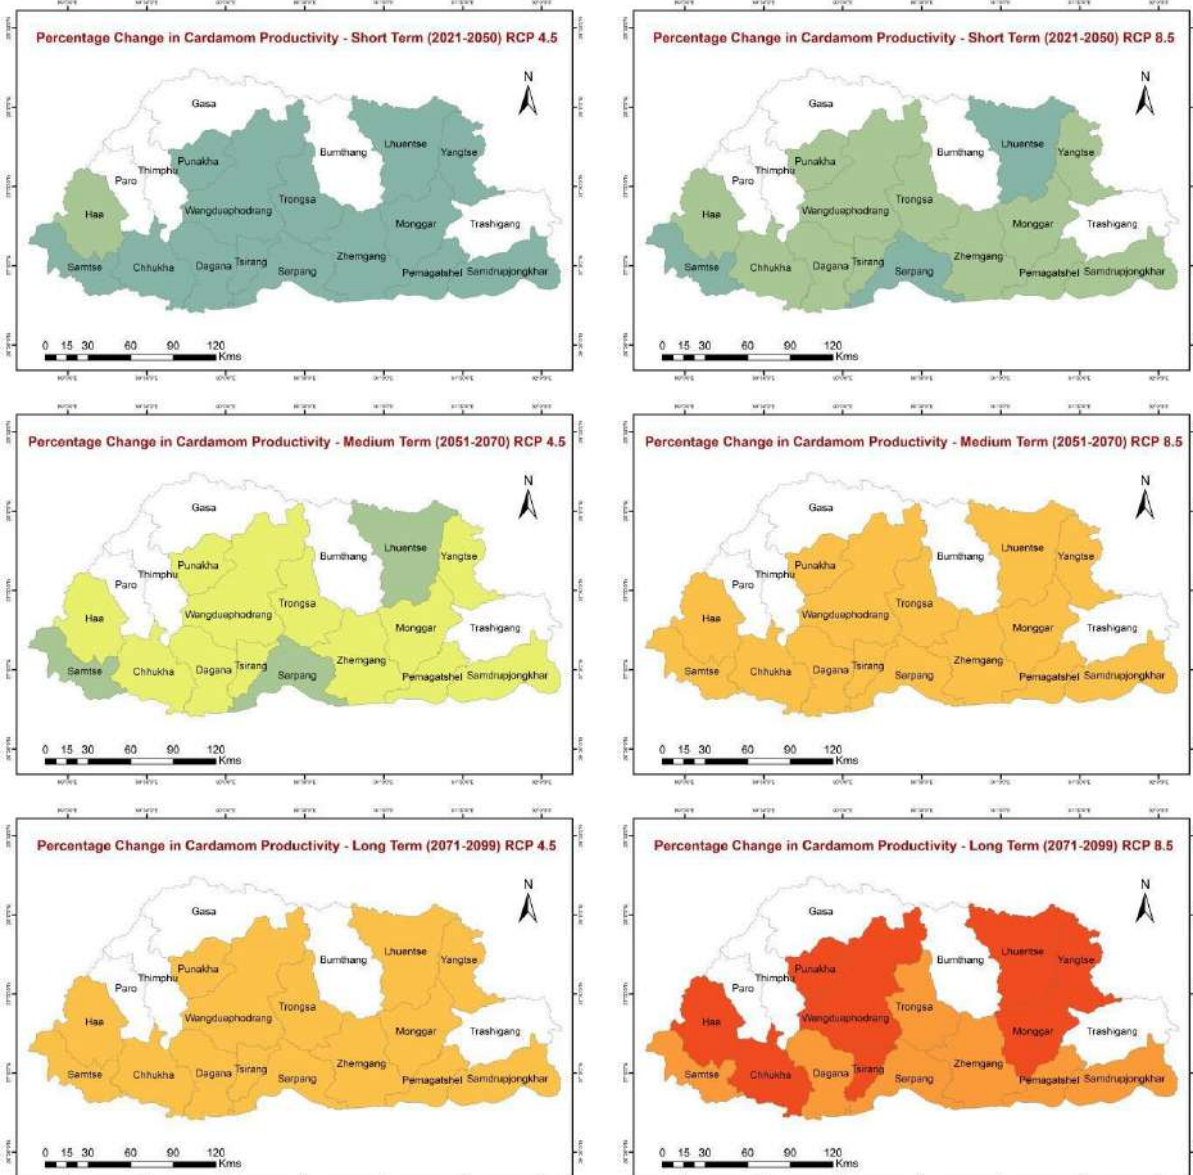 Percentage Change in Cardamom Productivity - Short Term (2021-2050) RCP 4.5
N
Gasa
Punakha
Thimphu
Paro
Bumthang
Lhuentse
Yangtse
Haa
Wangduephodrang
Trongsa
Monggar
Trashigang
Samtse
Chhukha
Dagana
Tsirang
Sarpang
Zhemgang
Pemagatshel
Samdrupjongkhar
0 15 30 60 90 120
Kms
Percentage Change in Cardamom Productivity - Short Term (2021-2050) RCP 8.5
N
Gasa
Punakha
Thimphu
Paro
Bumthang
Lhuentse
Yangtse
Haa
Wangduephodrang
Trongsa
Monggar
Trashigang
Samtse
Chhukha
Dagana
Tsirang
Sarpang
Zhemgang
Pemagatshel
Samdrupjongkhar
0 15 30 60 90 120
Kms
Percentage Change in Cardamom Productivity - Medium Term (2051-2070) RCP 4.5
N
Gasa
Punakha
Thimphu
Paro
Bumthang
Lhuentse
Yangtse
Haa
Wangduephodrang
Trongsa
Monggar
Trashigang
Samtse
Chhukha
Dagana
Tsirang
Sarpang
Zhemgang
Pemagatshel
Samdrupjongkhar
0 15 30 60 90 120
Kms
Percentage Change in Cardamom Productivity - Medium Term (2051-2070) RCP 8.5
N
Gasa
Punakha
Thimphu
Paro
Bumthang
Lhuentse
Yangtse
Haa
Wangduephodrang
Trongsa
Monggar
Trashigang
Samtse
Chhukha
Dagana
Tsirang
Sarpang
Zhemgang
Pemagatshel
Samdrupjongkhar
0 15 30 60 90 120
Kms
Percentage Change in Cardamom Productivity - Long Term (2071-2099) RCP 4.5
N
Gasa
Punakha
Thimphu
Paro
Bumthang
Lhuentse
Yangtse
Haa
Wangduephodrang
Trongsa
Monggar
Trashigang
Samtse
Chhukha
Dagana
Tsirang
Sarpang
Zhemgang
Pemagatshel
Samdrupjongkhar
0 15 30 60 90 120
Kms
Percentage Change in Cardamom Productivity - Long Term (2071-2099) RCP 8.5
N
Gasa
Punakha
Thimphu
Paro
Bumthang
Lhuentse
Yangtse
Haa
Wangduephodrang
Trongsa
Monggar
Trashigang
Samtse
Chhukha
Dagana
Tsirang
Sarpang
Zhemgang
Pemagatshel
Samdrupjongkhar
0 15 30 60 90 120
Kms